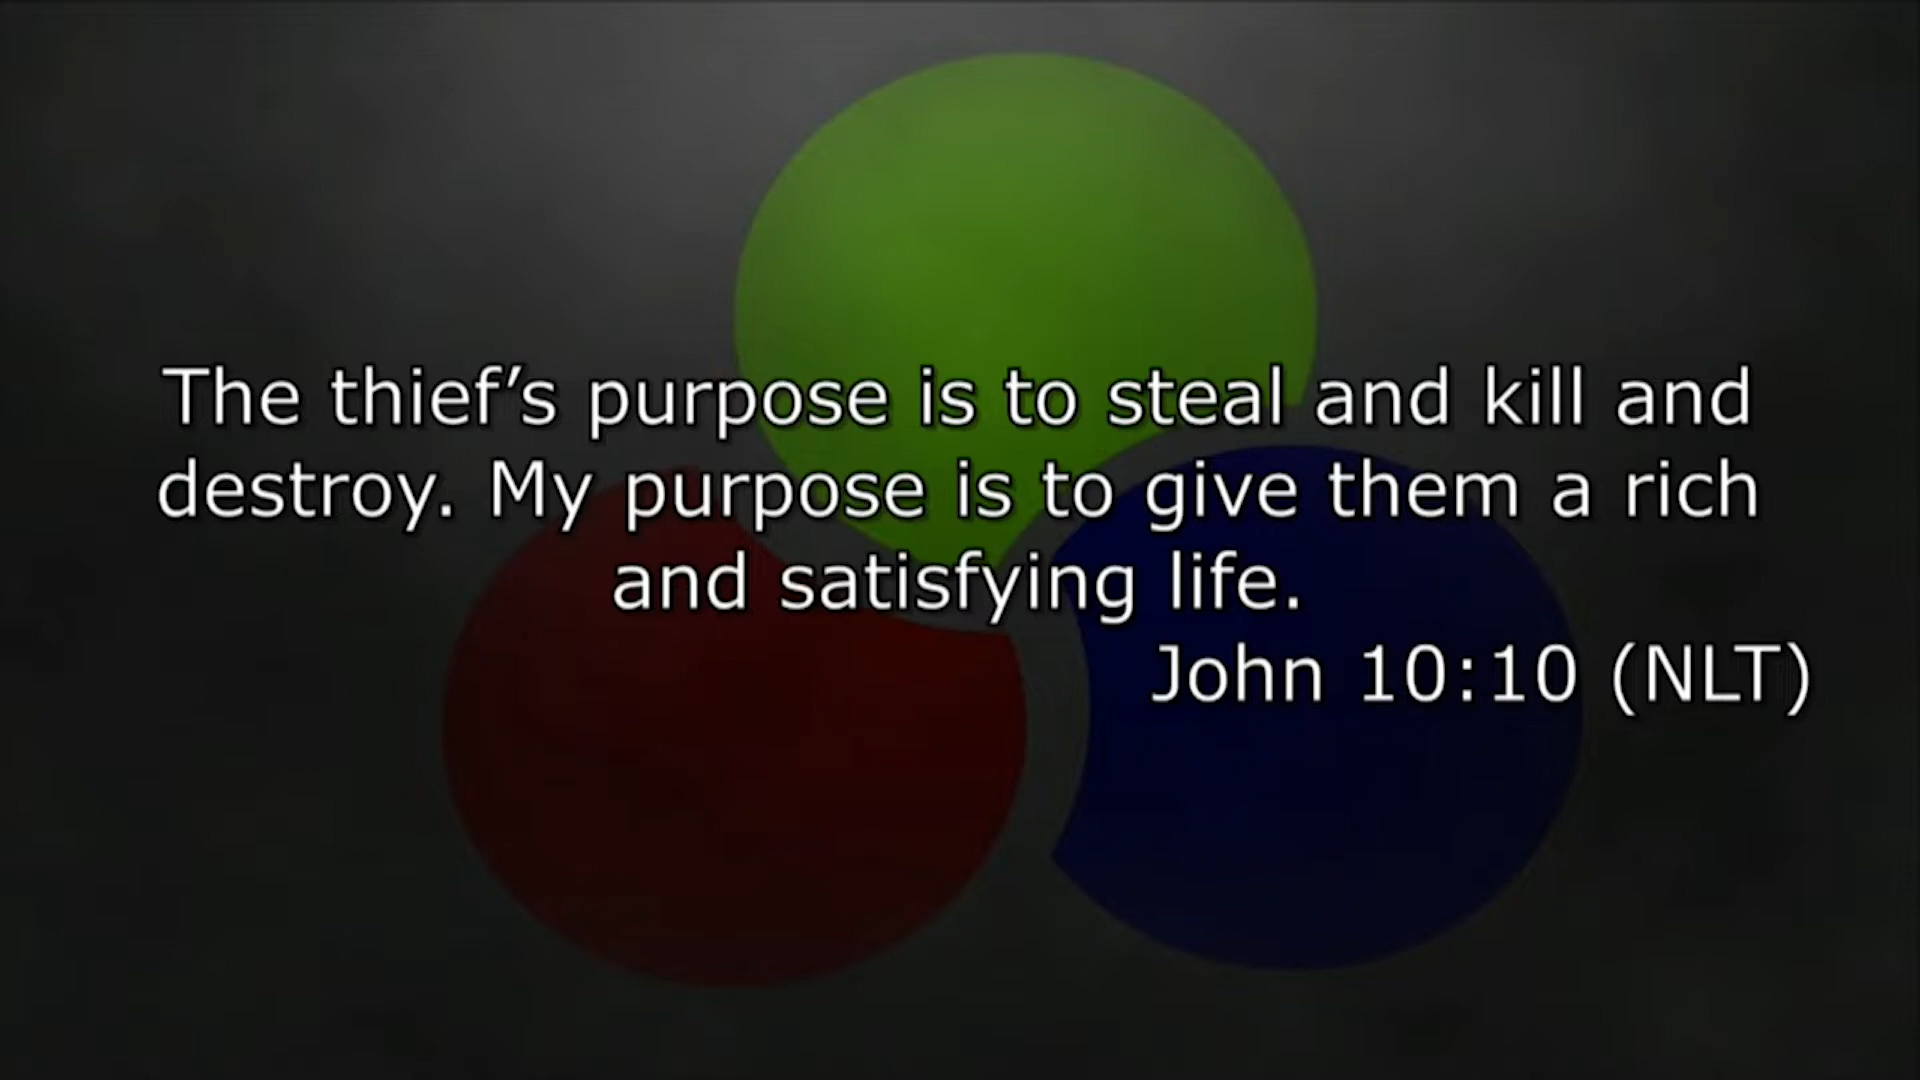 The thief’s purpose is to steal and kill and
destroy. My purpose is to give them a rich
and satisfying life.
John 10:10 (NLT)